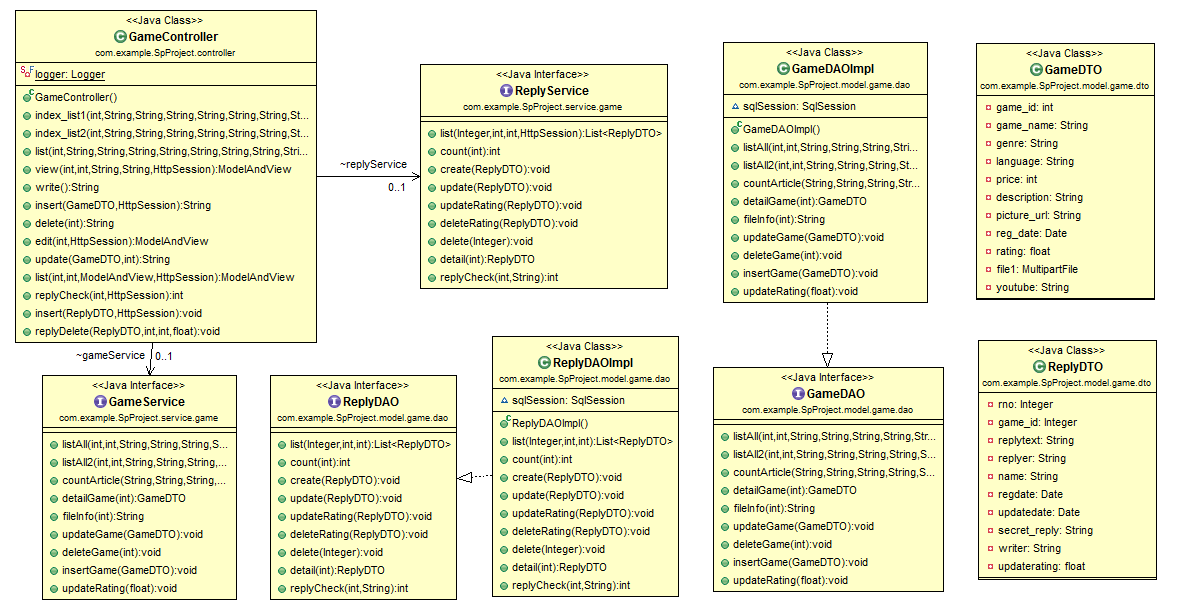 <<Java Class>>
GameController
com.example.SpProject.controller
logger: Logger
GameController()
index_list1(int,String,String,String,String,String,String,St...
index_list2(int,String,String,String,String,String,String,St...
list(int,String,String,String,String,String,String,String,Stri...
view(int,int,String,String,HttpSession):ModelAndView
write():String
insert(GameDTO,HttpSession):String
delete(int):String
edit(int,HttpSession):ModelAndView
update(GameDTO,int):String
list(int,int,ModelAndView,HttpSession):ModelAndView
replyCheck(int,HttpSession):int
insert(ReplyDTO,HttpSession):void
replyDelete(ReplyDTO,int,int,float):void
~replyService
0..1
~gameService
0..1
<<Java Interface>>
ReplyService
com.example.SpProject.service.game
list(Integer,int,int,HttpSession):List<ReplyDTO>
count(int):int
create(ReplyDTO):void
update(ReplyDTO):void
updateRating(ReplyDTO):void
deleteRating(ReplyDTO):void
delete(Integer):void
detail(int):ReplyDTO
replyCheck(int,String):int
<<Java Class>>
GameDAOImpl
com.example.SpProject.model.game.dao
sqlSession: SqlSession
GameDAOImpl()
listAll(int,int,String,String,String,Stri...
listAll2(int,int,String,String,String,St...
countArticle(String,String,String,Str...
detailGame(int):GameDTO
fileInfo(int):String
updateGame(GameDTO):void
deleteGame(int):void
insertGame(GameDTO):void
updateRating(float):void
<<Java Class>>
GameDTO
com.example.SpProject.model.game.dto
game_id: int
game_name: String
genre: String
language: String
price: int
description: String
picture_url: String
reg_date: Date
rating: float
file1: MultipartFile
youtube: String
<<Java Interface>>
GameService
com.example.SpProject.service.game
listAll(int,int,String,String,String,S...
listAll2(int,int,String,String,String,...
countArticle(String,String,String,...
detailGame(int):GameDTO
fileInfo(int):String
updateGame(GameDTO):void
deleteGame(int):void
insertGame(GameDTO):void
updateRating(float):void
<<Java Interface>>
ReplyDAO
com.example.SpProject.model.game.dao
list(Integer,int,int):List<ReplyDTO>
count(int):int
create(ReplyDTO):void
update(ReplyDTO):void
updateRating(ReplyDTO):void
deleteRating(ReplyDTO):void
delete(Integer):void
detail(int):ReplyDTO
replyCheck(int,String):int
<<Java Class>>
ReplyDAOImpl
com.example.SpProject.model.game.dao
sqlSession: SqlSession
ReplyDAOImpl()
list(Integer,int,int):List<ReplyDTO>
count(int):int
create(ReplyDTO):void
update(ReplyDTO):void
updateRating(ReplyDTO):void
deleteRating(ReplyDTO):void
delete(Integer):void
detail(int):ReplyDTO
replyCheck(int,String):int
<<Java Interface>>
GameDAO
com.example.SpProject.model.game.dao
listAll(int,int,String,String,String,Str...
listAll2(int,int,String,String,String,S...
countArticle(String,String,String,S...
detailGame(int):GameDTO
fileInfo(int):String
updateGame(GameDTO):void
deleteGame(int):void
insertGame(GameDTO):void
updateRating(float):void
<<Java Class>>
ReplyDTO
com.example.SpProject.model.game.dto
rno: Integer
game_id: Integer
replytext: String
replyer: String
name: String
regdate: Date
updatedate: Date
secret_reply: String
writer: String
updaterating: float